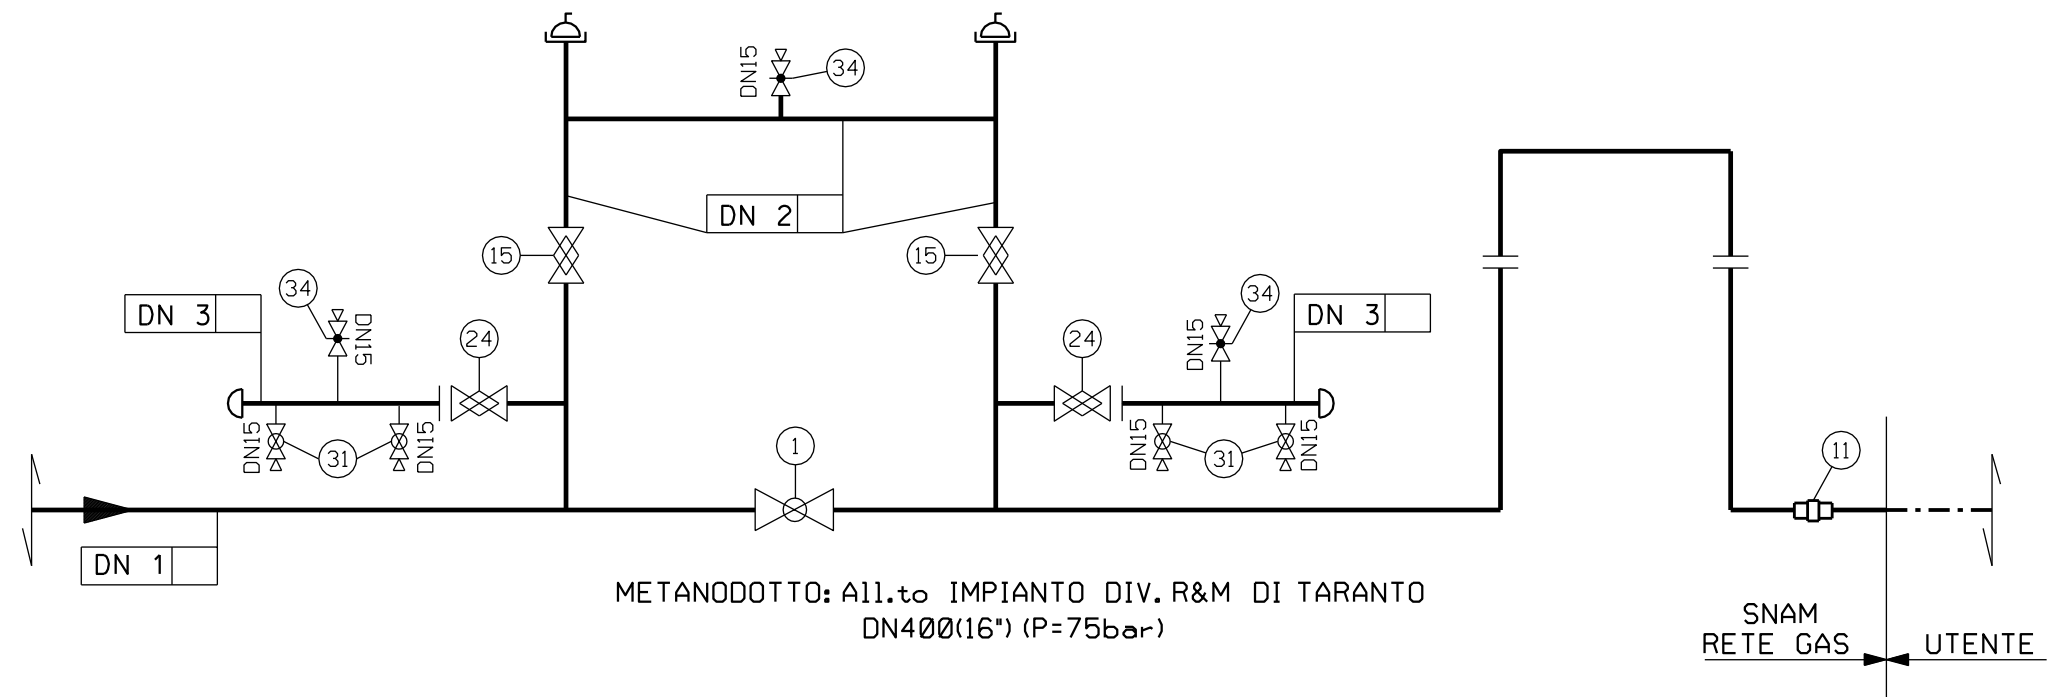 DN15
34
DN 2
15
15
34
34
DN 3
DN15
24
24
DN15
DN 3
DN15
31
DN15
DN15
31
DN15
1
11
DN 1
METANODOTTO: All.to IMPIANTO DIV. R&M DI TARANTO
DN400(16") (P=75bar)
SNAM
RETE GAS
UTENTE